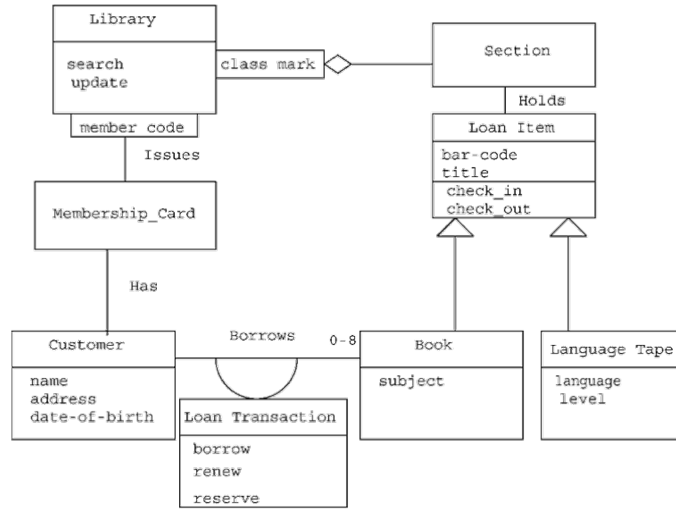 Library
search
update
class mark
Section
member code
Issues
Holds
Loan Item
bar-code
title
check_in
check_out
Membership_Card
Has
Customer
name
address
date-of-birth
Borrows
0-8
Book
subject
Language Tape
language
level
Loan Transaction
borrow
renew
reserve